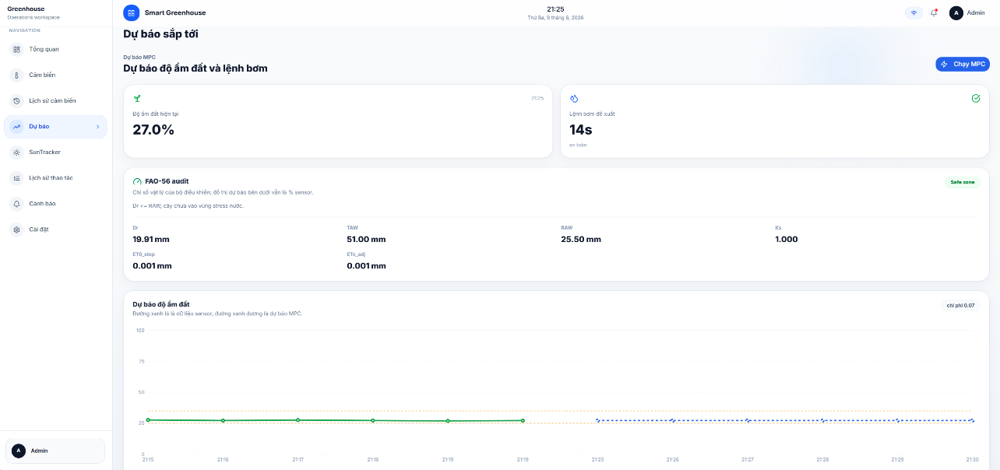 Greenhouse
Operations workspace
NAVIGATION
Tổng quan
Cảm biến
Lịch sử cảm biến
Dự báo
SunTracker
Lịch sử thao tác
Cảnh báo
Cài đặt
A Admin
Smart Greenhouse
21:25
Thứ Ba, 9 tháng 6, 2026
A Admin
Dự báo sắp tới
Dự báo MPC
Dự báo độ ẩm đất và lệnh bơm
Chạy MPC
21:25
Độ ẩm đất hiện tại
27.0%
Lệnh bơm đề xuất
14s
an toàn
FAO-56 audit
Safe zone
Chỉ số vật lý của bộ điều khiển; đồ thị dự báo bên dưới vẫn là % sensor.
Dr <= RAW, cây chưa vào vùng stress nước.
Dr TAW RAW Ks
19.91 mm 51.00 mm 25.50 mm 1.000
ET0_step ETc_adj
0.001 mm 0.001 mm
Dự báo độ ẩm đất
chi phí 0.07
Đường xanh lá là dữ liệu sensor, đường xanh dương là dự báo MPC.
100
75
50
25
0
21:15 21:16 21:17 21:18 21:19 21:19 21:25 21:26 21:27 21:28 21:29 21:30